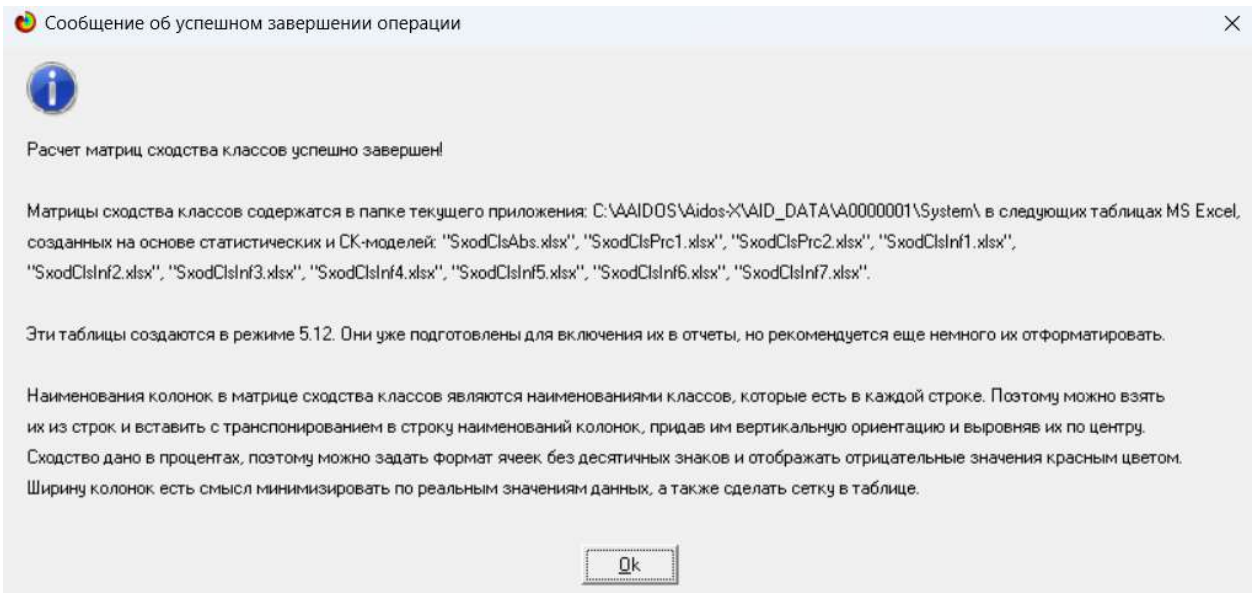 Сообщение об успешном завершении операции
Расчет матриц сходства классов успешно завершен!
Матрицы сходства классов содержатся в папке текущего приложения: C:\AAIDOS\Aidos-X\AID_DATA\A0000001\System\ в следующих таблицах MS Excel,
созданных на основе статистических и СК-моделей: "SxodClsAbs.xlsx", "SxodClsPrc1.xlsx", "SxodClsPrc2.xlsx", "SxodClsInf1.xlsx",
"SxodClsInf2.xlsx", "SxodClsInf3.xlsx", "SxodClsInf4.xlsx", "SxodClsInf5.xlsx", "SxodClsInf6.xlsx", "SxodClsInf7.xlsx".
Эти таблицы создаются в режиме 5.12. Они уже подготовлены для включения их в отчеты, но рекомендуется еще немного их отформатировать.
Наименования колонок в матрице сходства классов являются наименованиями классов, которые есть в каждой строке. Поэтому можно взять
их из строк и вставить с транспонированием в строку наименований колонок, придав им вертикальную ориентацию и выровняв их по центру.
Сходство дано в процентах, поэтому можно задать формат ячеек без десятичных знаков и отображать отрицательные значения красным цветом.
Ширину колонок есть смысл минимизировать по реальным значениям данных, а также сделать сетку в таблице.
Ok